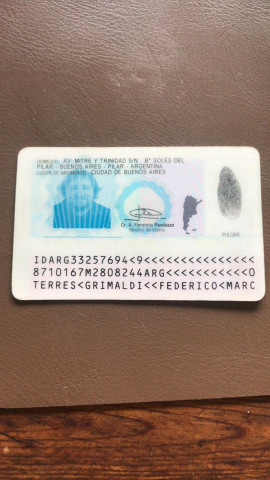 DOMICILIO: AV. MITRE Y TRINIDAD S/N Bº SOLES DEL
PILAR - BUENOS AIRES - PILAR - ARGENTINA
LUGAR DE NACIMIENTO: CIUDAD DE BUENOS AIRES
Dr. A. Florencio Randazzo
Ministro del Interior
PULGAR
IDARG33257694<9<<<<<<<<<<<<<<<
8710167M2808244ARG<<<<<<<<<<<0
TERRES<GRIMALDI<<FEDERICO<MARC